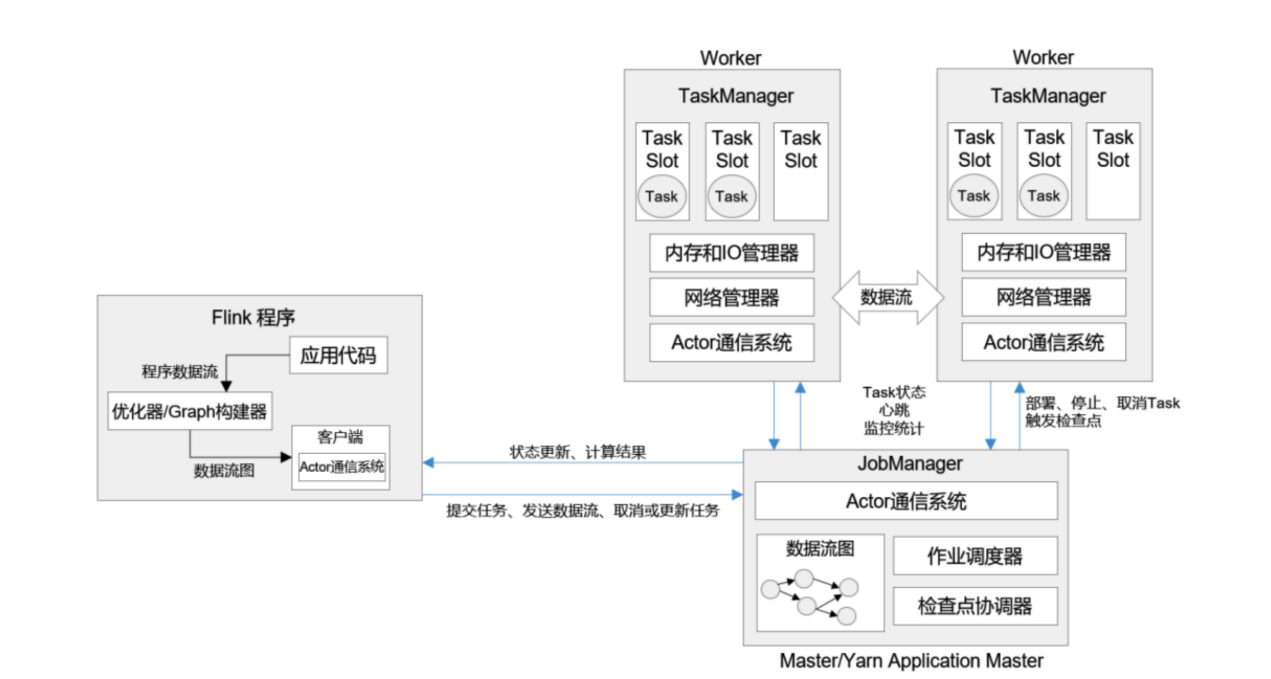 Worker
TaskManager
Task
Slot
Task
Task
Slot
Task
Task
Slot
内存和IO管理器
网络管理器
Actor通信系统
数据流
Worker
TaskManager
Task
Slot
Task
Task
Slot
Task
Task
Slot
内存和IO管理器
网络管理器
Actor通信系统
Flink 程序
应用代码
程序数据流
优化器/Graph构建器
数据流图
客户端
Actor通信系统
状态更新、计算结果
提交任务、发送数据流、取消或更新任务
Task状态
心跳
监控统计
部署、停止、取消Task
触发检查点
JobManager
Actor通信系统
数据流图
作业调度器
检查点协调器
Master/Yarn Application Master